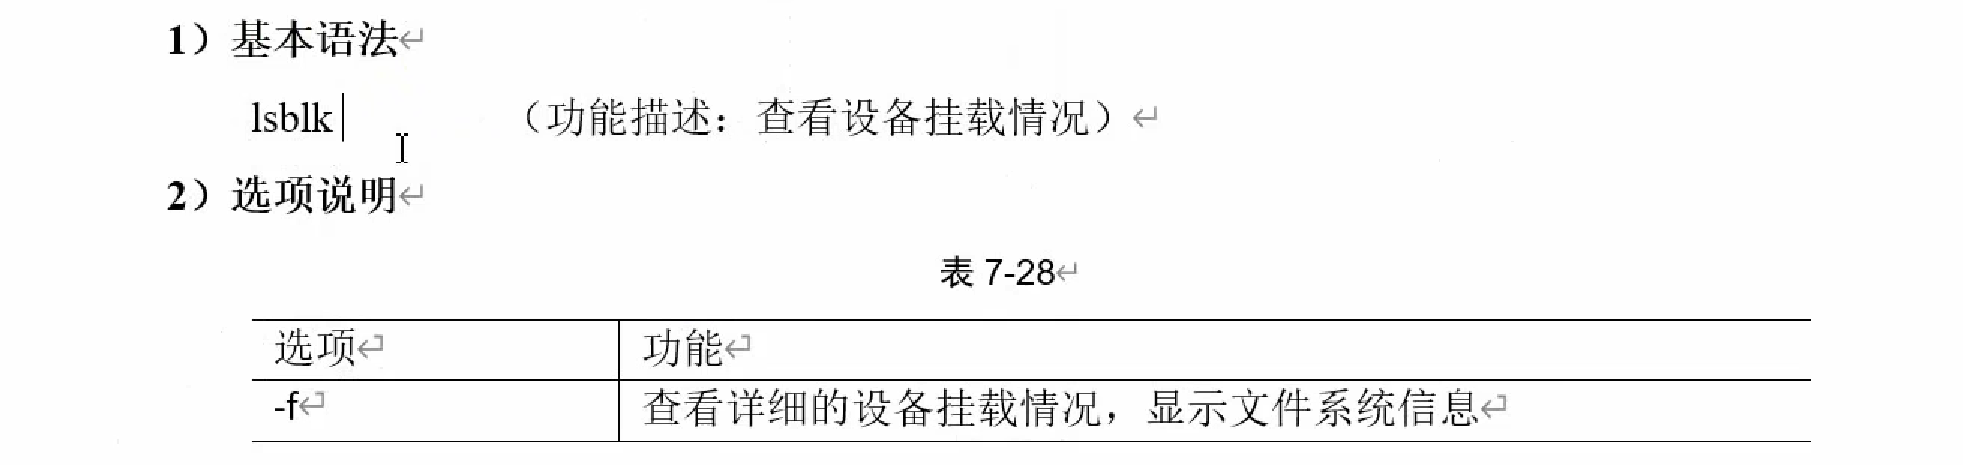 1）基本语法
lsblk （功能描述：查看设备挂载情况）
2）选项说明
表 7-28
选项 功能
-f 查看详细的设备挂载情况，显示文件系统信息